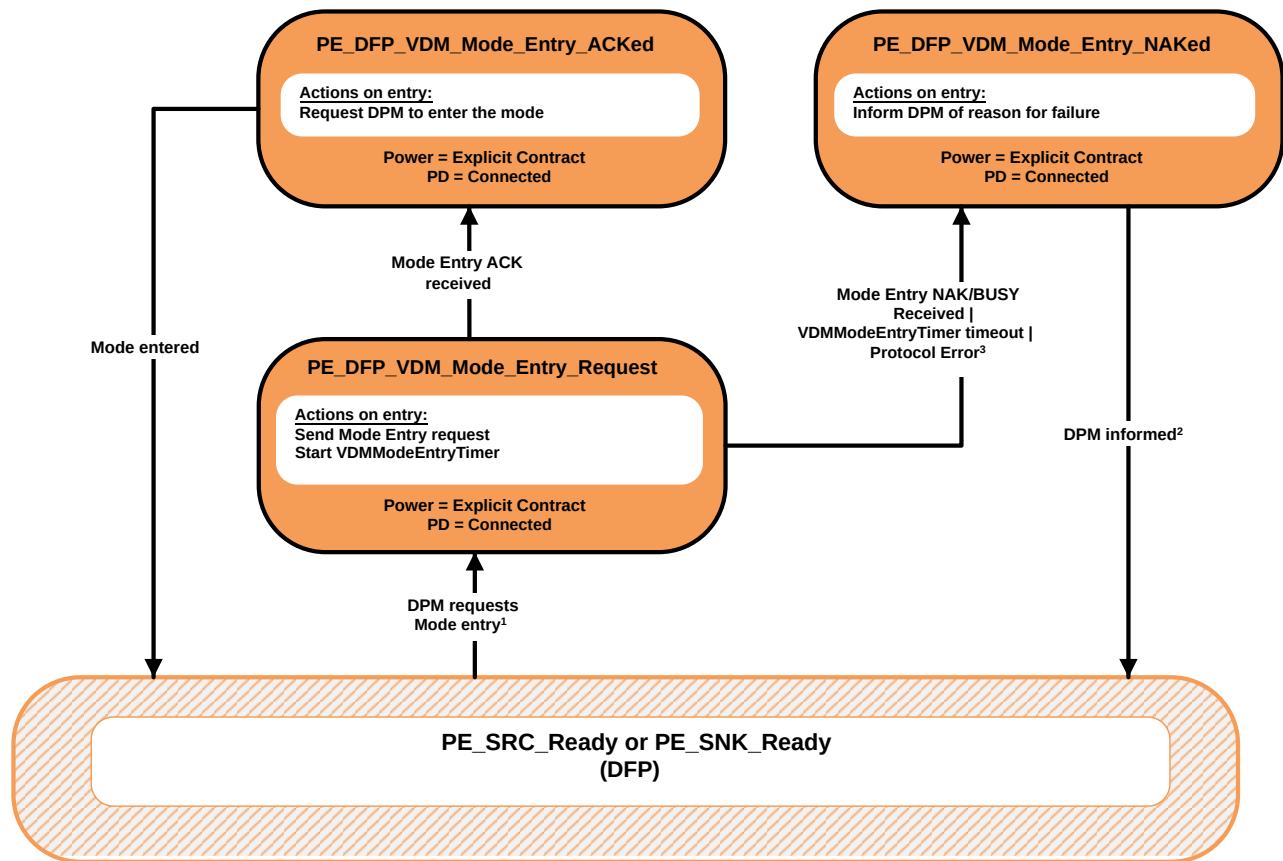 PE_DFP_VDM_Mode_Entry_ACKed
Actions on entry:
Request DPM to enter the mode
Power = Explicit Contract
PD = Connected
PE_DFP_VDM_Mode_Entry_NAKed
Actions on entry:
Inform DPM of reason for failure
Power = Explicit Contract
PD = Connected
Mode Entry ACK
received
Mode Entry NAK/BUSY
Received |
VDMModeEntryTimer timeout |
Protocol Error³
Mode entered
PE_DFP_VDM_Mode_Entry_Request
Actions on entry:
Send Mode Entry request
Start VDMModeEntryTimer
Power = Explicit Contract
PD = Connected
DPM informed²
DPM requests
Mode entry¹
PE_SRC_Ready or PE_SNK_Ready
(DFP)